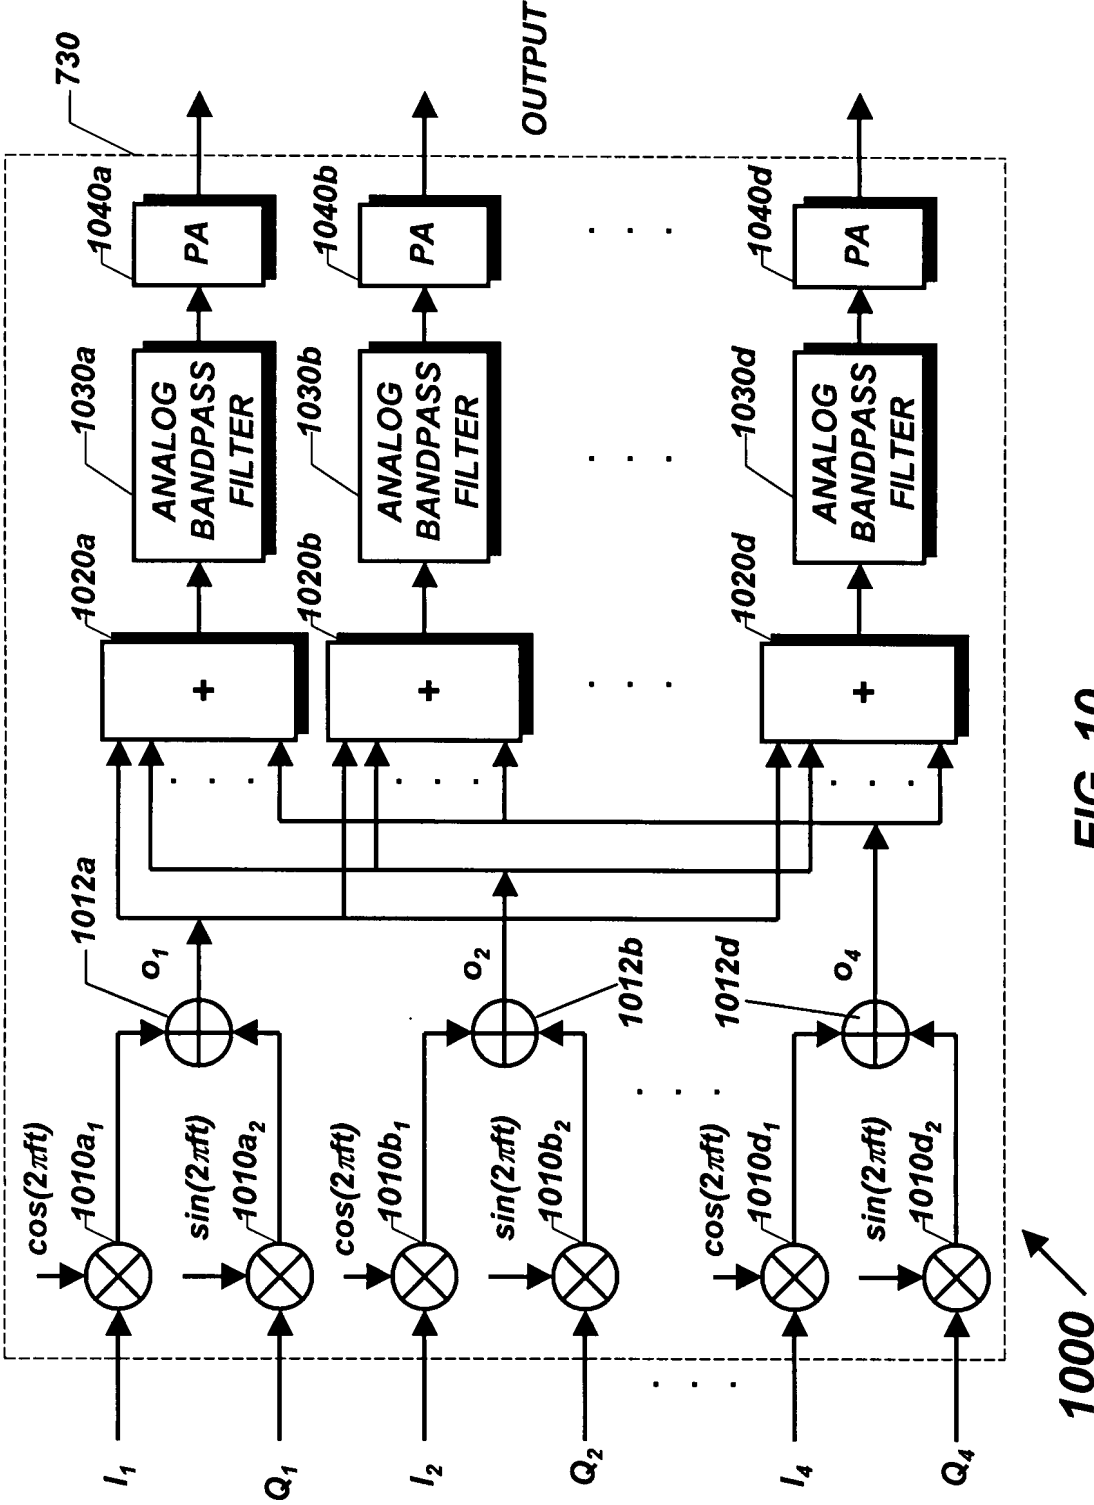 730
1040a
PA
1030a
ANALOG
BANDPASS
FILTER
1020a
+
1012a
O1
cos(2πft)
1010a1
sin(2πft)
1010a2
I1
Q1
1040b
PA
1030b
ANALOG
BANDPASS
FILTER
1020b
+
1012b
O2
cos(2πft)
1010b1
sin(2πft)
1010b2
I2
Q2
OUTPUT
1040d
PA
1030d
ANALOG
BANDPASS
FILTER
1020d
+
1012d
O4
cos(2πft)
1010d1
sin(2πft)
1010d2
I4
Q4
1000
FIG. 10